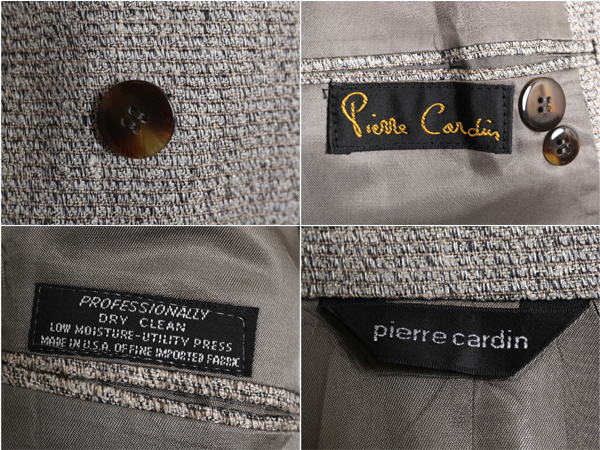 Pierre Cardin
PROFESSIONALLY
DRY CLEAN
LOW MOISTURE-UTILITY PRESS
MADE IN U.S.A. OF FINE IMPORTED FABRIC
pierre cardin